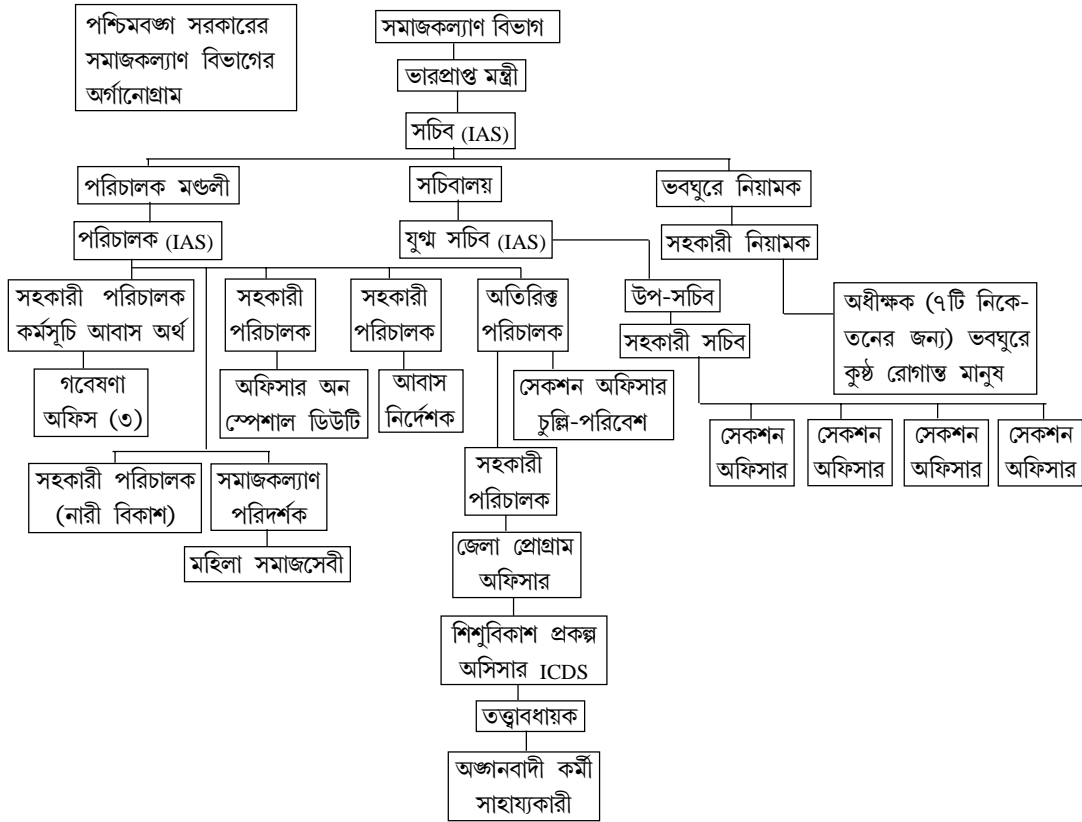 পশ্চিমবঙ্গ সরকারের
সমাজকল্যাণ বিভাগের
অর্গানোগ্রাম
সমাজকল্যাণ বিভাগ
ভারপ্রাপ্ত মন্ত্রী
সচিব (IAS)
পরিচালক মণ্ডলী
সচিবালয়
ভবঘুরে নিয়ামক
পরিচালক (IAS)
যুগ্ম সচিব (IAS)
সহকারী নিয়ামক
সহকারী পরিচালক
কর্মসূচি আবাস অর্থ
সহকারী
পরিচালক
সহকারী
পরিচালক
অতিরিক্ত
পরিচালক
উপ-সচিব
সহকারী সচিব
অধীক্ষক (৭টি নিকে-
তনের জন্য) ভবঘুরে
কুষ্ঠ রোগান্ত মানুষ
গবেষণা
অফিস (৩)
অফিসার অন
স্পেশাল ডিউটি
আবাস
নির্দেশক
সেকশন অফিসার
চুল্লি-পরিবেশ
সেকশন
অফিসার
সেকশন
অফিসার
সেকশন
অফিসার
সেকশন
অফিসার
সহকারী পরিচালক
(নারী বিকাশ)
সমাজকল্যাণ
পরিদর্শক
সহকারী
পরিচালক
মহিলা সমাজসেবী
জেলা প্রোগ্রাম
অফিসার
শিশুবিকাশ প্রকল্প
অসিসার ICDS
তত্ত্বাবধায়ক
অঙ্গনবাদী কর্মী
সাহায্যকারী